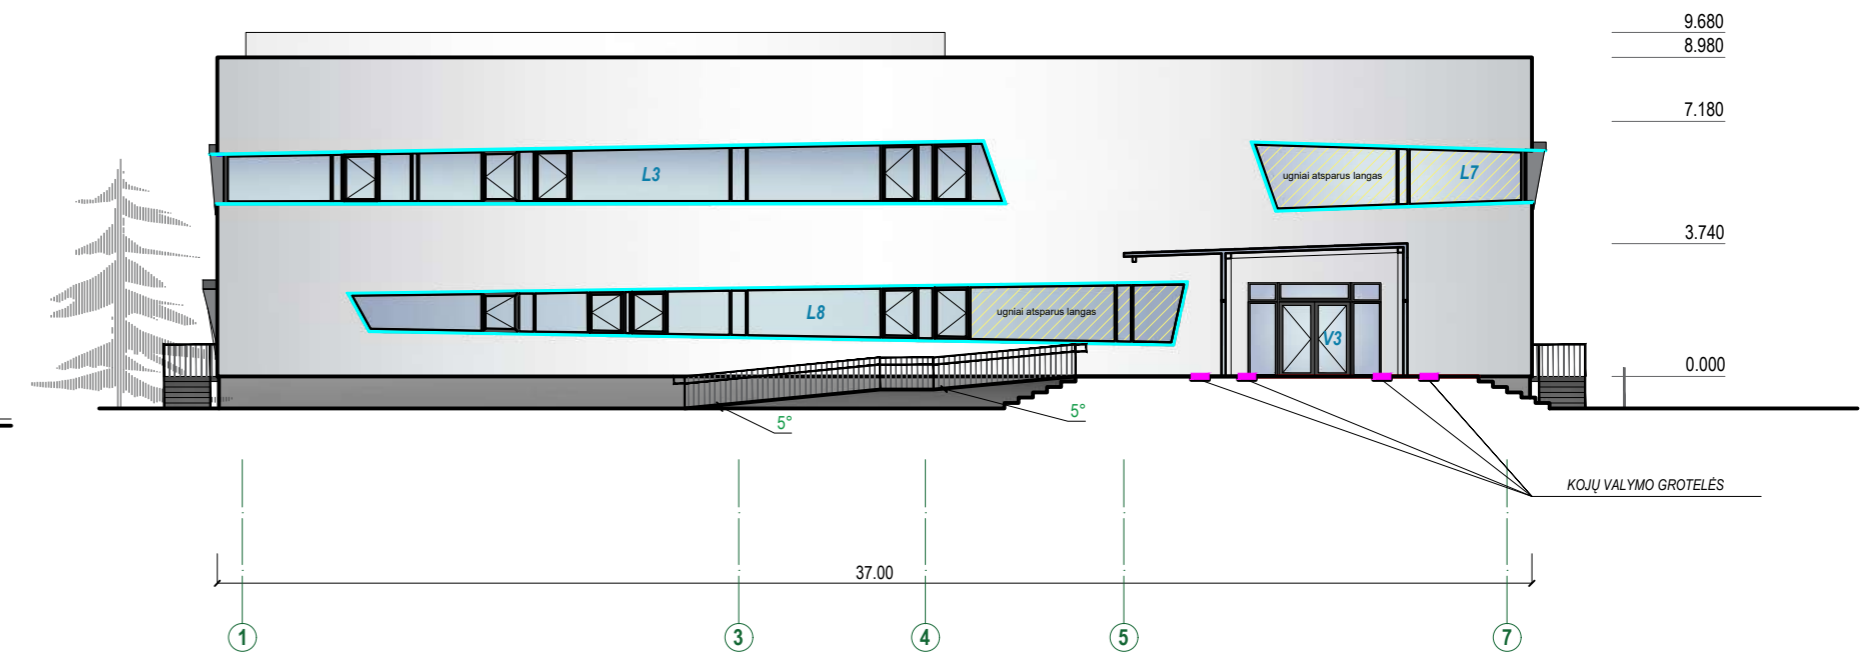 9.680
8.980
7.180
L3
ugniai atsparus langas
L7
3.740
L8
ugniai atsparus langas
V3
0.000
5°
5°
KOJŲ VALYMO GROTELĖS
37.00
1
3
4
5
7